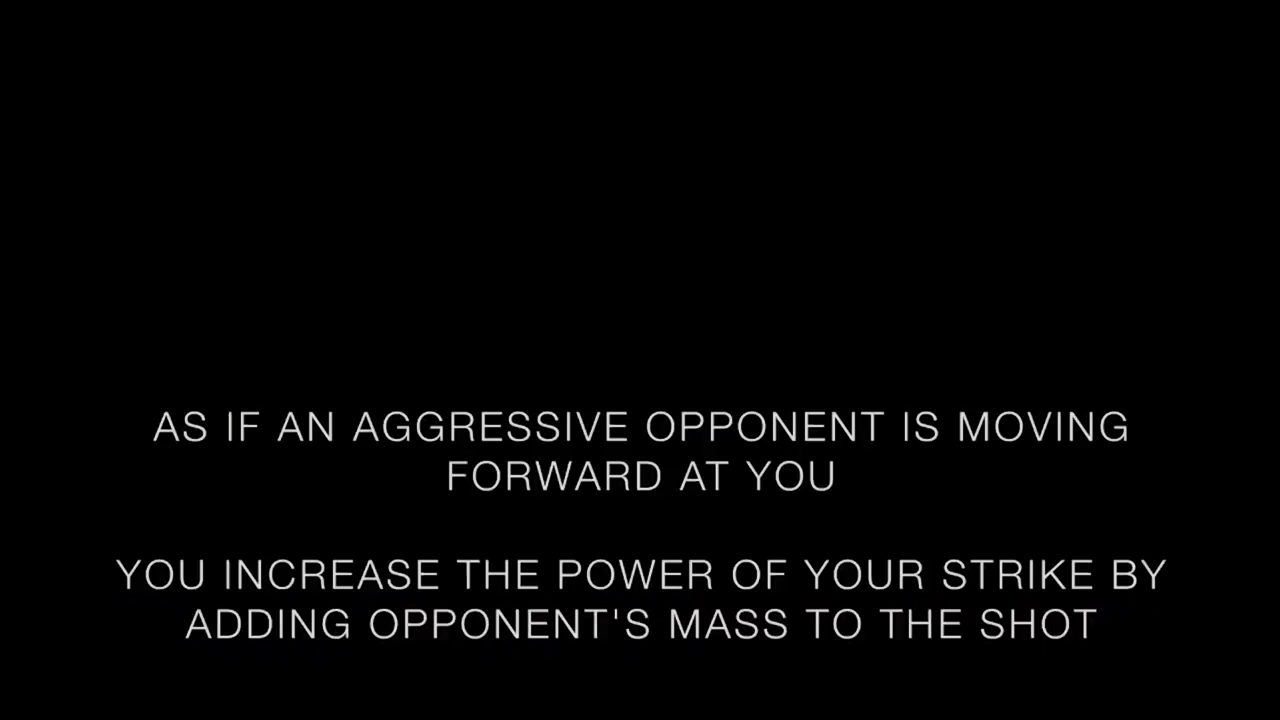 AS IF AN AGGRESSIVE OPPONENT IS MOVING
FORWARD AT YOU
YOU INCREASE THE POWER OF YOUR STRIKE BY
ADDING OPPONENT'S MASS TO THE SHOT